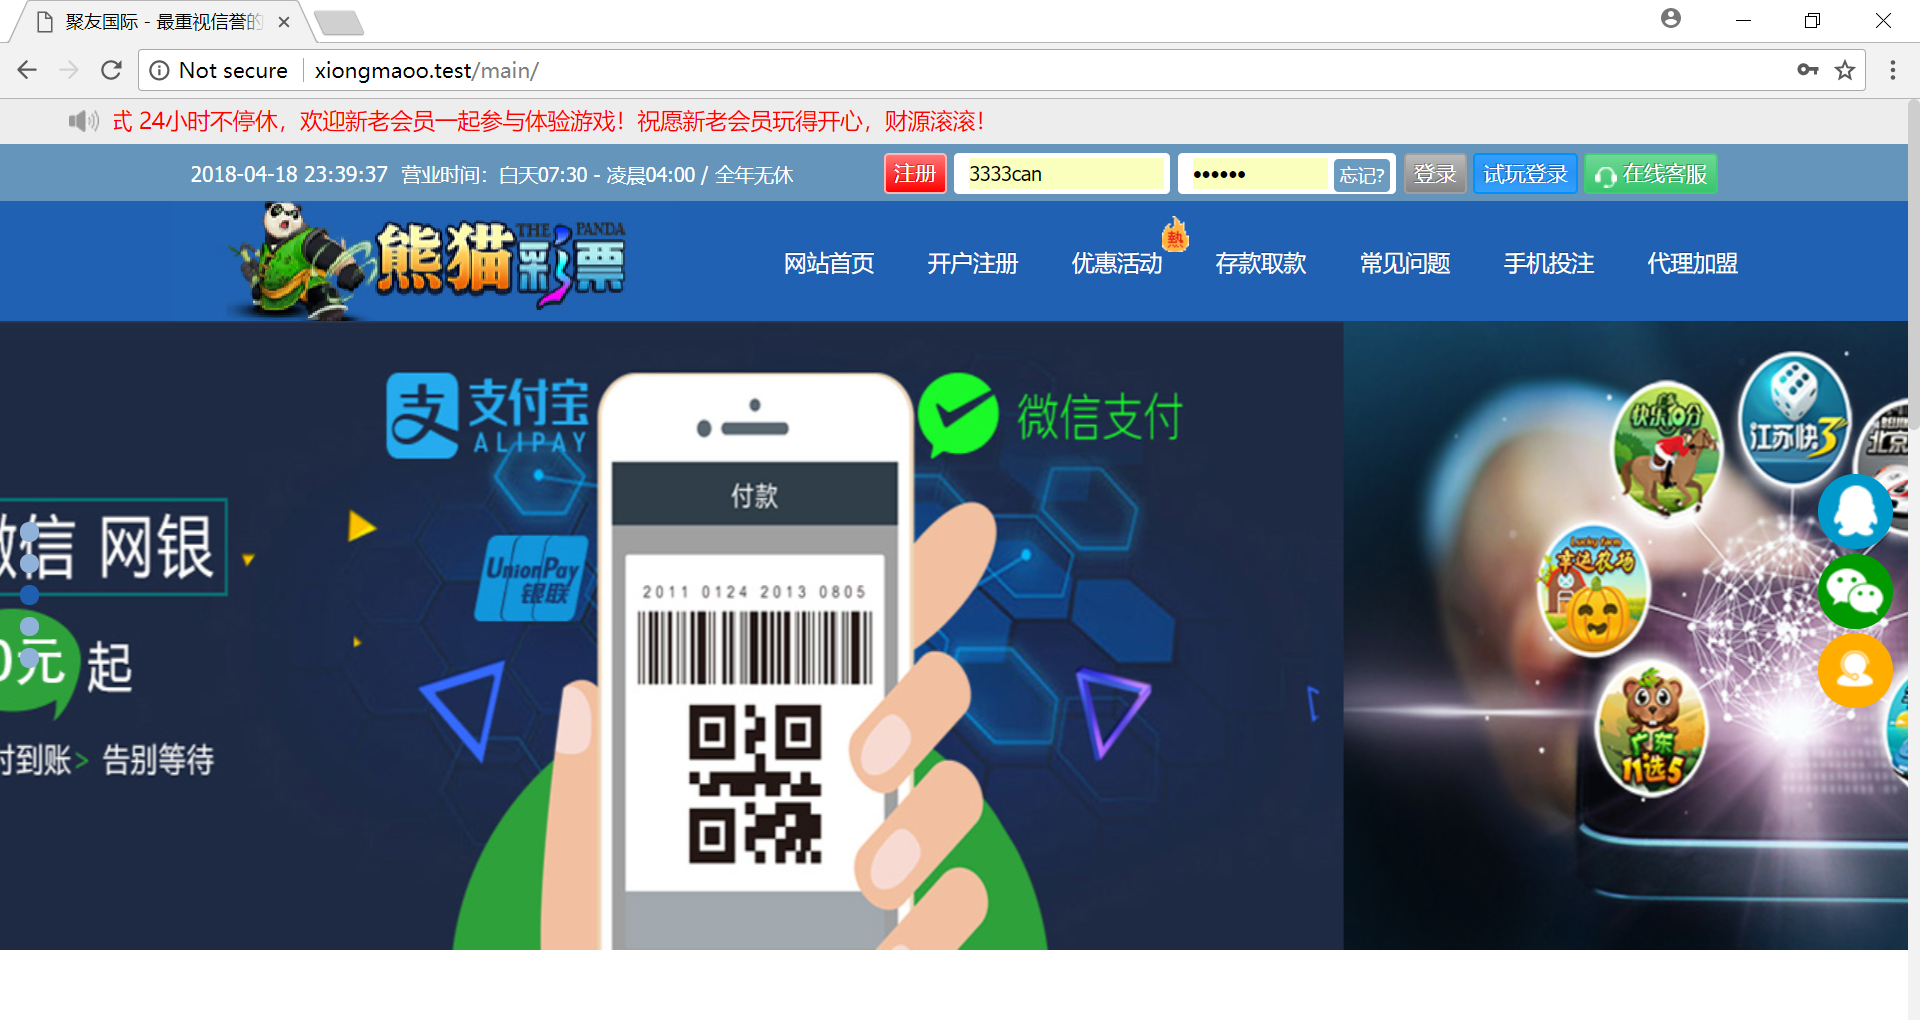 聚友国际 - 最重视信誉的
Not secure
xiongmaoo.test/main/
式 24小时不停休，欢迎新老会员一起参与体验游戏！祝愿新老会员玩得开心，财源滚滚！
2018-04-18 23:39:37 营业时间：白天07:30 - 凌晨04:00 / 全年无休
注册
3333can
••••••
忘记?
登录
试玩登录
在线客服
THE PANDA
熊猫彩票
网站首页
开户注册
优惠活动
熱
存款取款
常见问题
手机投注
代理加盟
支付宝
ALIPAY
微信支付
付款
UnionPay
银联
2011 0124 2013 0805
微信 网银
0元 起
时到账> 告别等待
快乐10分
江苏快3
北京
Lucky farm
幸运农场
广东
11选5